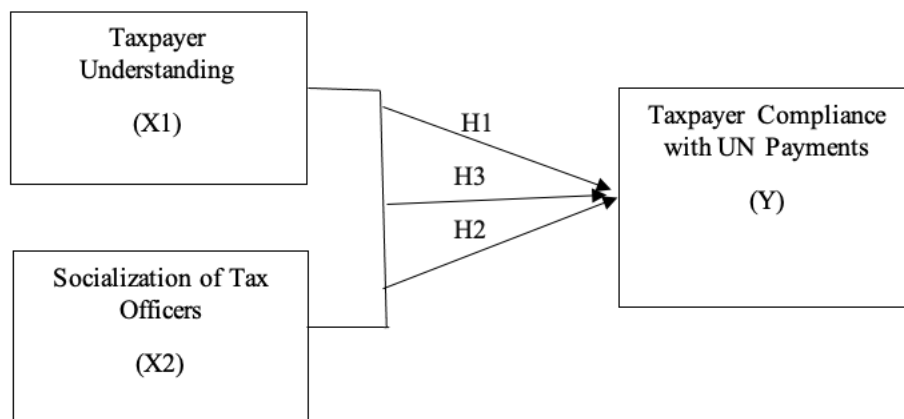 Taxpayer
Understanding
(X1)
Socialization of Tax
Officers
(X2)
H1
H3
H2
Taxpayer Compliance
with UN Payments
(Y)